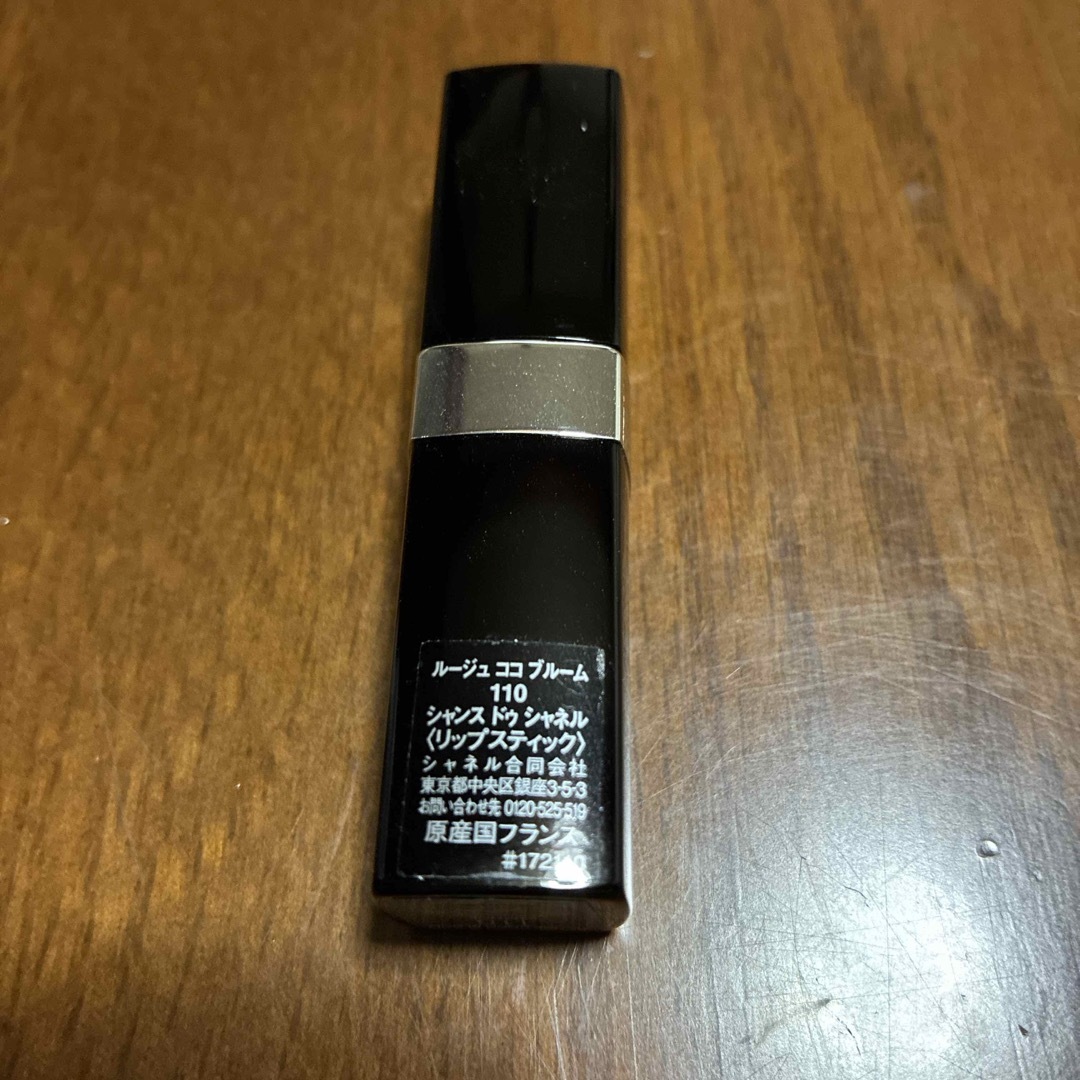 ルージュ ココ ブルーム
110
シャンス ドゥ シャネル
〈リップスティック〉
シャネル合同会社
東京都中央区銀座3-5-3
お問い合わせ先 0120-525-519
原産国フランス